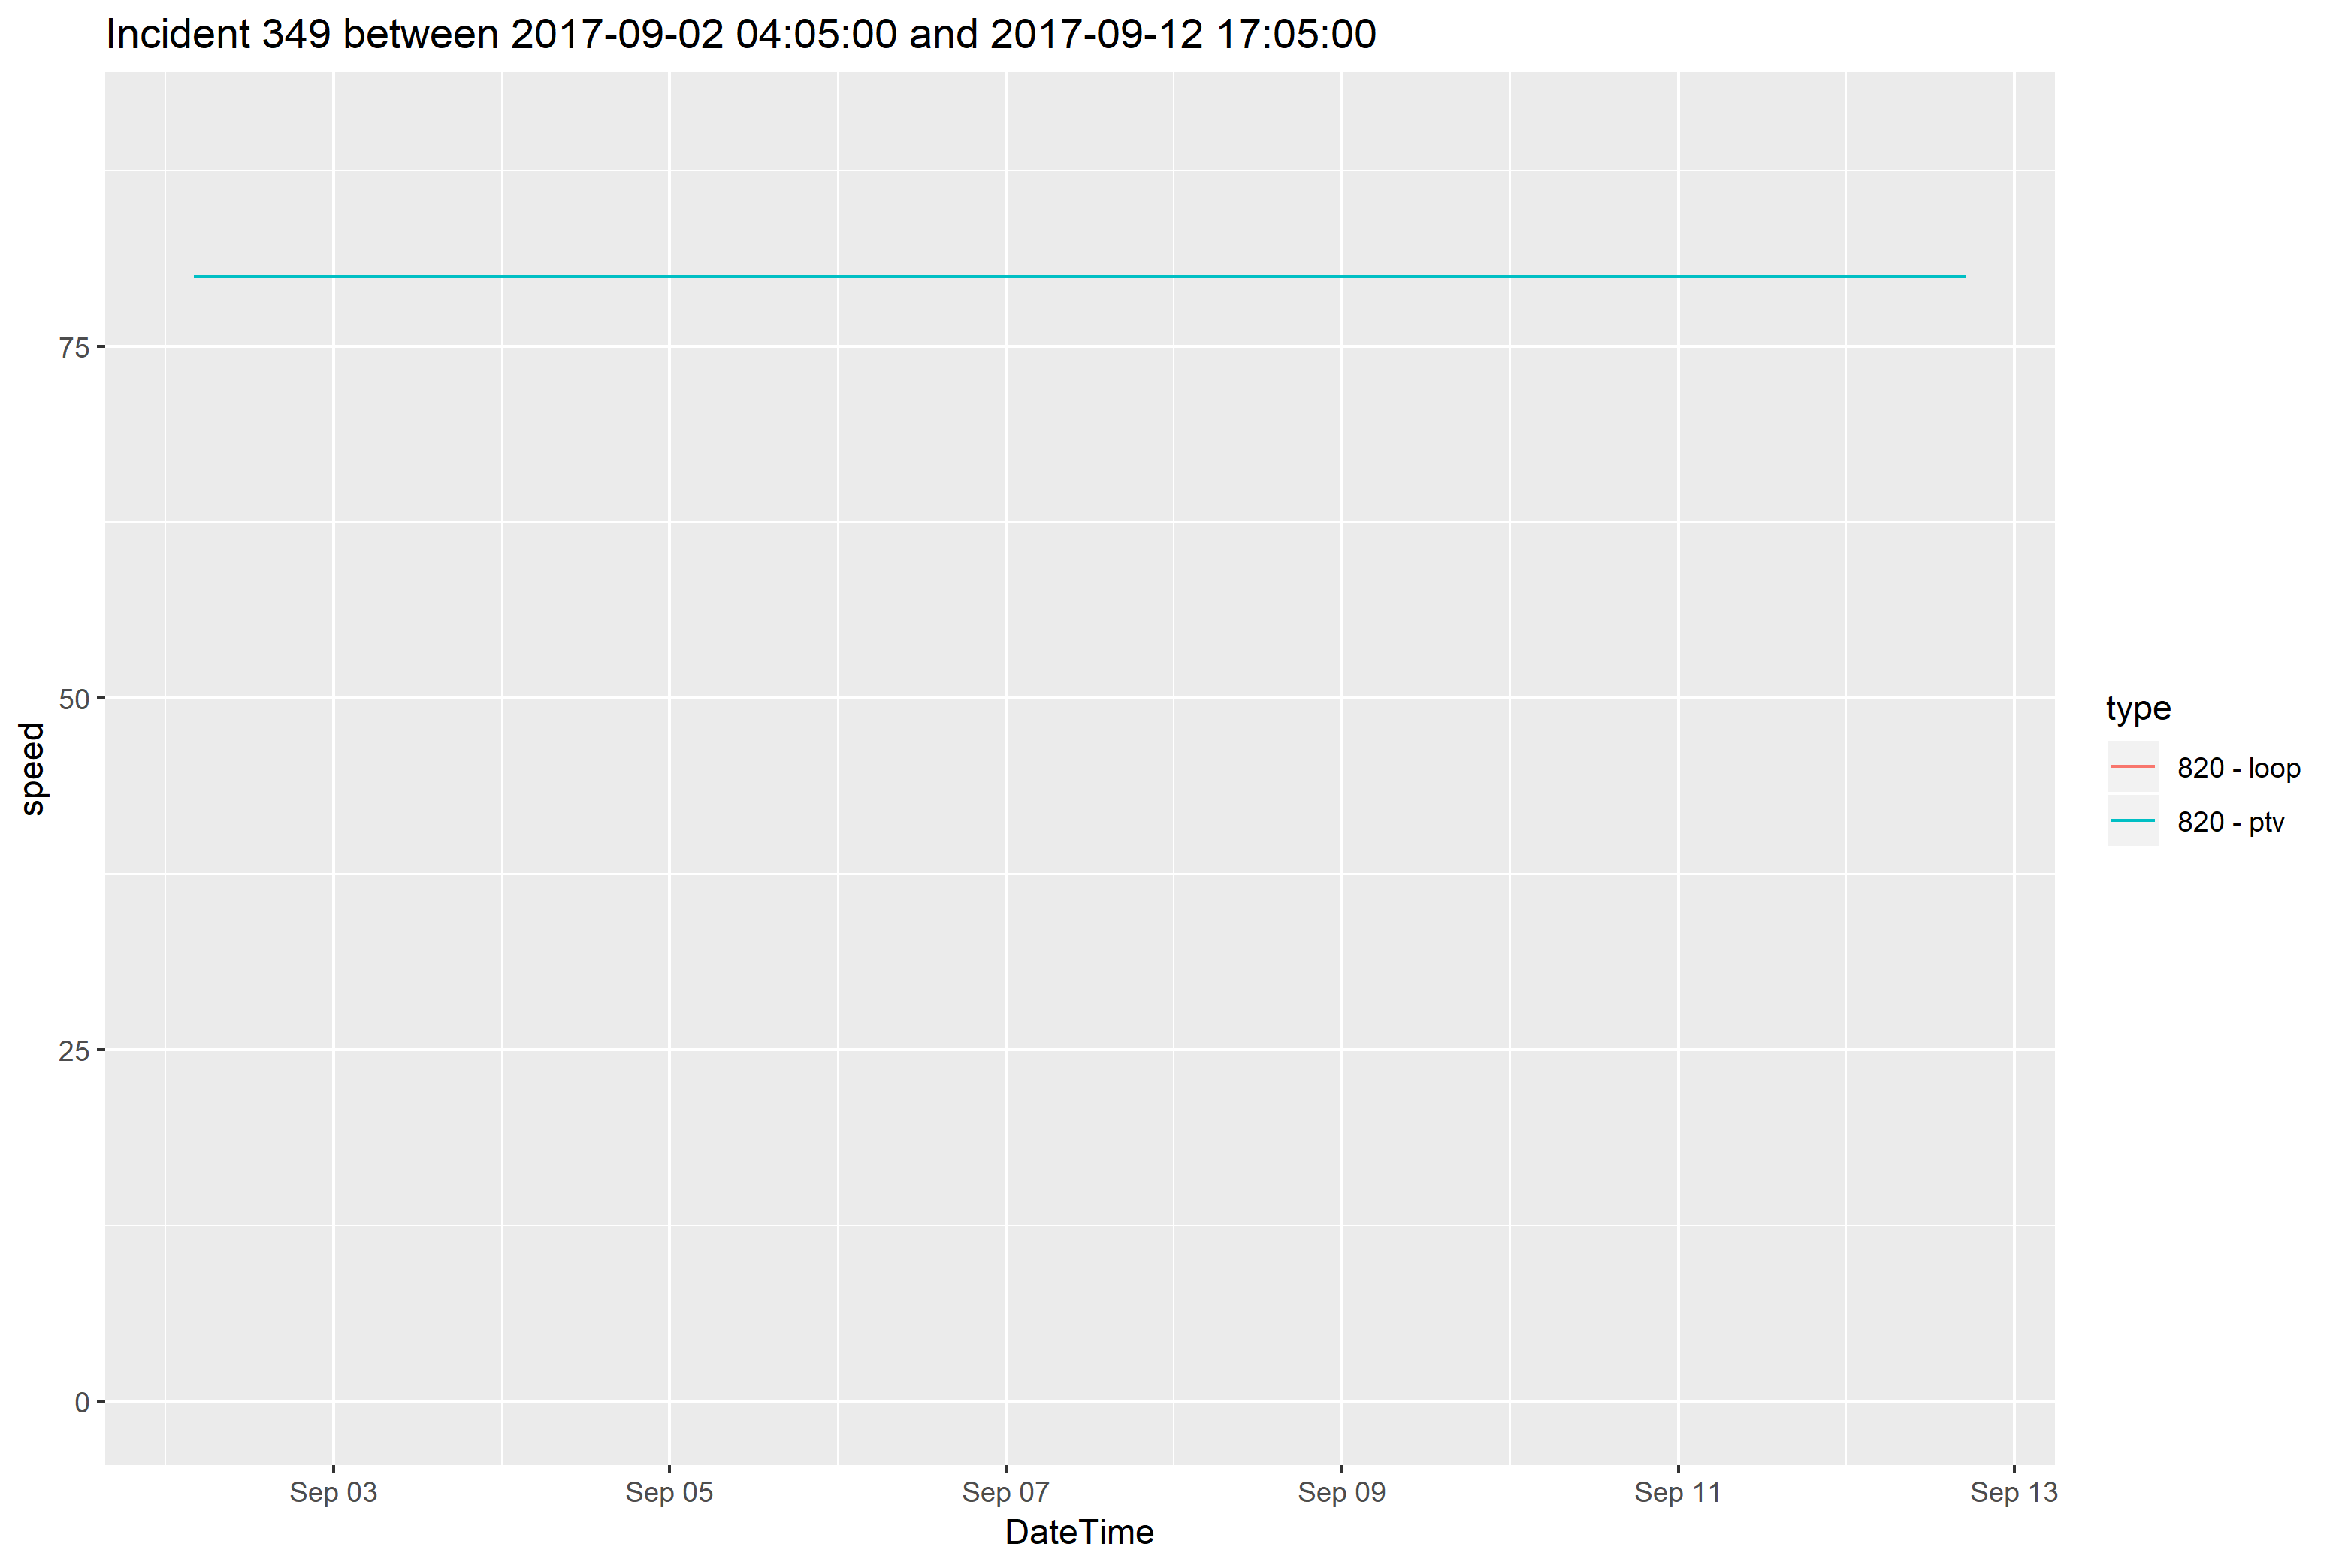 Incident 349 between 2017-09-02 04:05:00 and 2017-09-12 17:05:00
speed
75
50
25
0
Sep 03
Sep 05
Sep 07
Sep 09
Sep 11
Sep 13
DateTime
type
820 - loop
820 - ptv